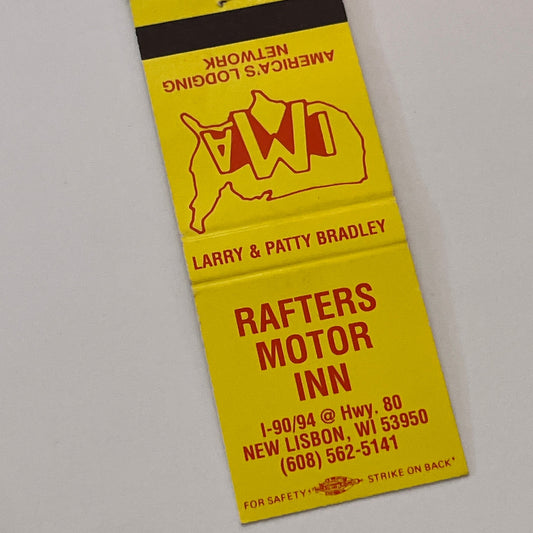 AMERICA'S LODGING
NETWORK
IMA
LARRY & PATTY BRADLEY
RAFTERS
MOTOR
INN
I-90/94 @ Hwy. 80
NEW LISBON, WI 53950
(608) 562-5141
FOR SAFETY STRIKE ON BACK